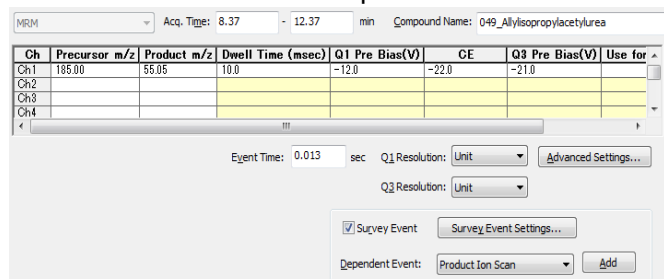 MRM Acq. Time: 8.37 - 12.37 min Compound Name: 049_Allylisopropylacetylurea
Ch Precursor m/z Product m/z Dwell Time (msec) Q1 Pre Bias(V) CE Q3 Pre Bias(V) Use for
Ch1 185.00 55.05 10.0 -12.0 -22.0 -21.0
Ch2
Ch3
Ch4
Event Time: 0.013 sec Q1 Resolution: Unit Advanced Settings...
Q3 Resolution: Unit
Survey Event Survey Event Settings...
Dependent Event: Product Ion Scan Add